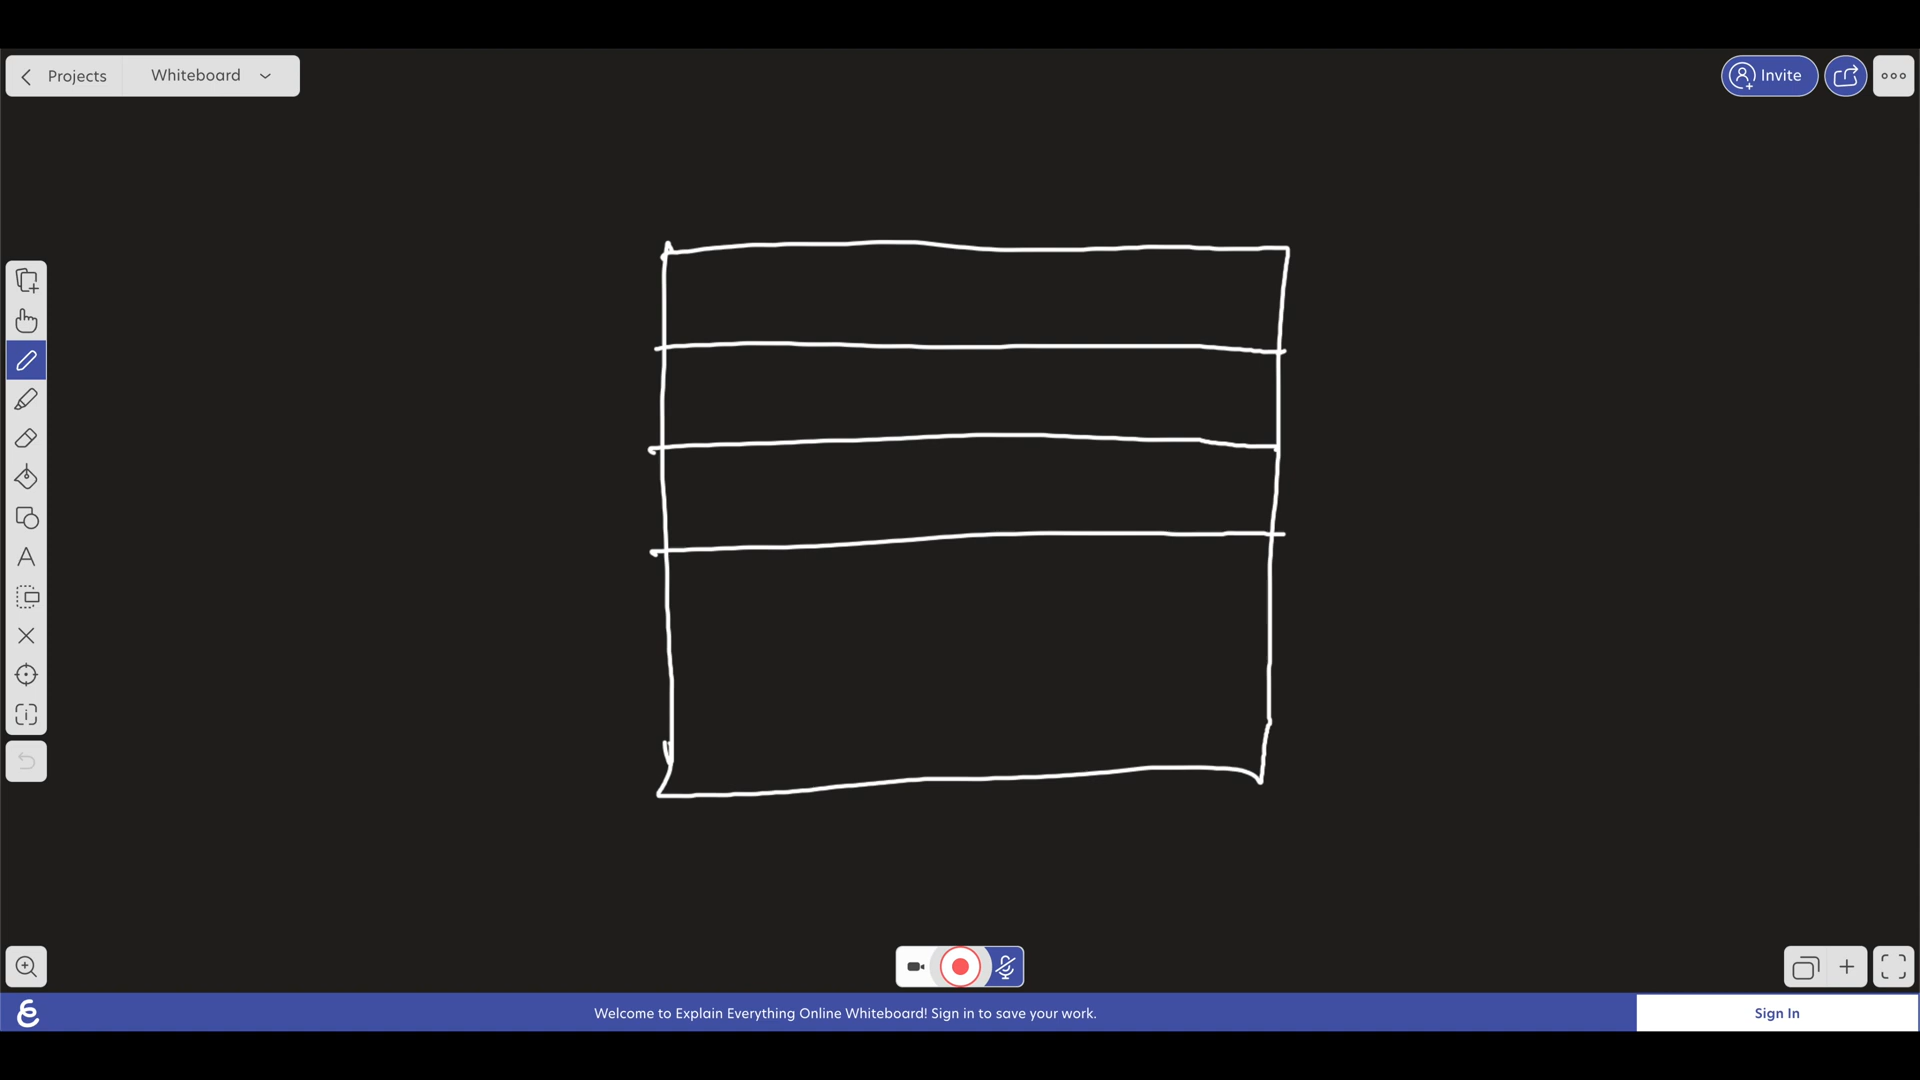 Projects
Whiteboard
Invite
A
Welcome to Explain Everything Online Whiteboard! Sign in to save your work.
Sign In